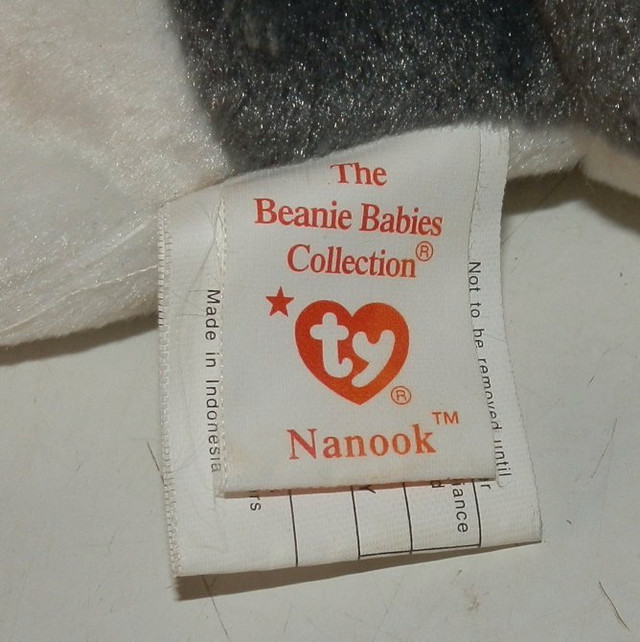 The
Beanie Babies
Collection®
ty®
Nanook™
Made in Indonesia
Not to be removed until